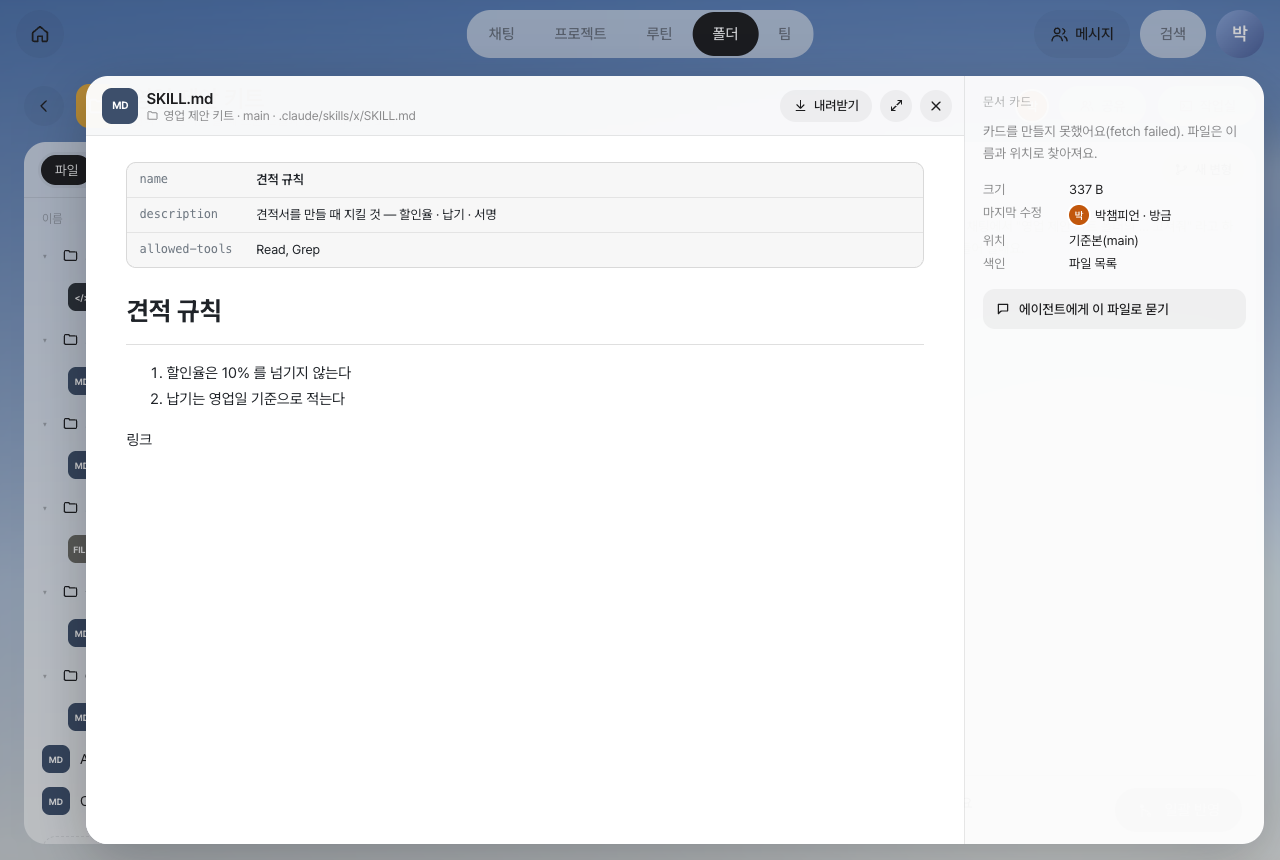 채팅
프로젝트
루틴
폴더
팀
메시지
검색
박
파일
이름
MD
SKILL.md
영업 제안 키트 · main · .claude/skills/x/SKILL.md
내려받기
name 견적 규칙
description 견적서를 만들 때 지킬 것 — 할인율 · 납기 · 서명
allowed-tools Read, Grep
견적 규칙
1. 할인율은 10% 를 넘기지 않는다
2. 납기는 영업일 기준으로 적는다
링크
문서 카드
카드를 만들지 못했어요(fetch failed). 파일은 이
름과 위치로 찾아져요.
크기 337 B
마지막 수정 박 박챔피언 · 방금
위치 기준본(main)
색인 파일 목록
에이전트에게 이 파일로 묻기
</>
MD
MD
FIL
MD
MD
MD
MD